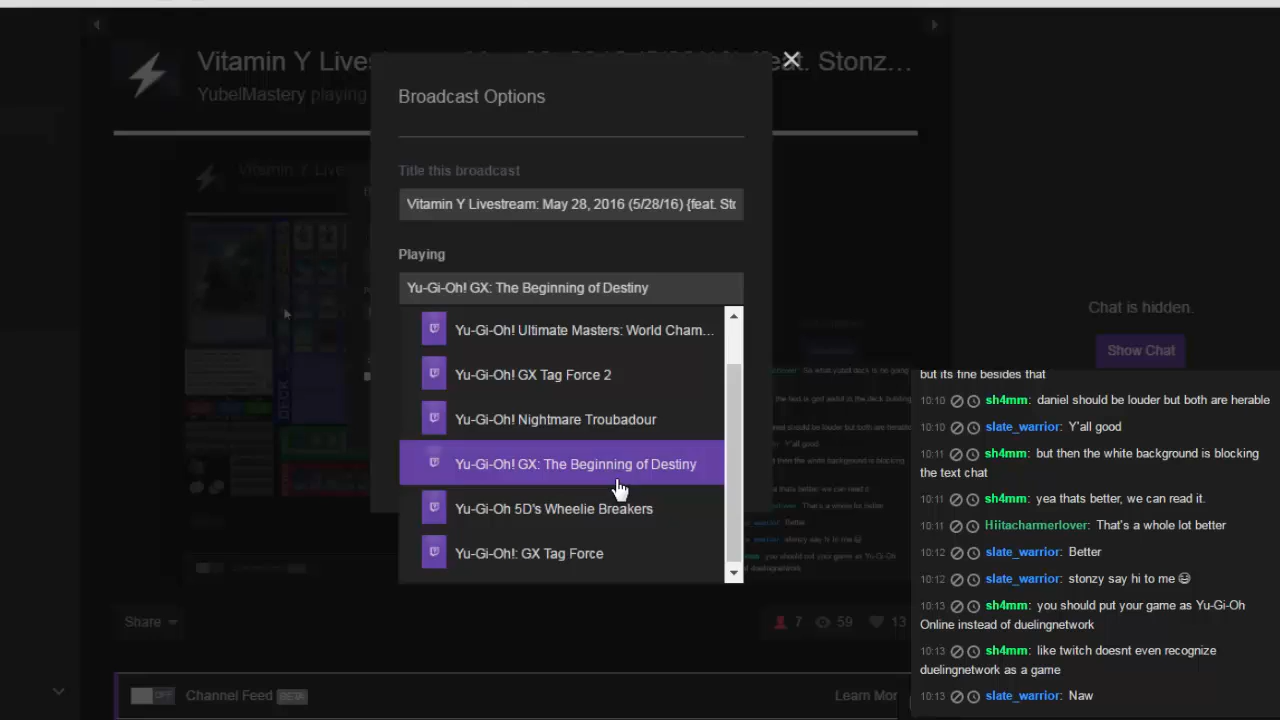 Vitamin Y Lives
eat. Stonz...
YubelMastery playing
Broadcast Options
Title this broadcast
Vitamin Y Livestream: May 28, 2016 (5/28/16) {feat. Sto
Playing
Yu-Gi-Oh! GX: The Beginning of Destiny
Yu-Gi-Oh! Ultimate Masters: World Cham...
Yu-Gi-Oh! GX Tag Force 2
Yu-Gi-Oh! Nightmare Troubadour
Yu-Gi-Oh! GX: The Beginning of Destiny
Yu-Gi-Oh 5D's Wheelie Breakers
Yu-Gi-Oh!: GX Tag Force
Vitamin Y Live
DECK
Share
7 59 13
Channel Feed BETA
OFF
Learn Mor
Chat is hidden.
Show Chat
but its fine besides that
10:10 sh4mm: daniel should be louder but both are herable
10:10 slate_warrior: Y'all good
10:11 sh4mm: but then the white background is blocking
the text chat
10:11 sh4mm: yea thats better, we can read it.
10:11 Hiitacharmerlover: That's a whole lot better
10:12 slate_warrior: Better
10:12 slate_warrior: stonzy say hi to me 😄
10:13 sh4mm: you should put your game as Yu-Gi-Oh
Online instead of duelingnetwork
10:13 sh4mm: like twitch doesnt even recognize
duelingnetwork as a game
10:13 slate_warrior: Naw